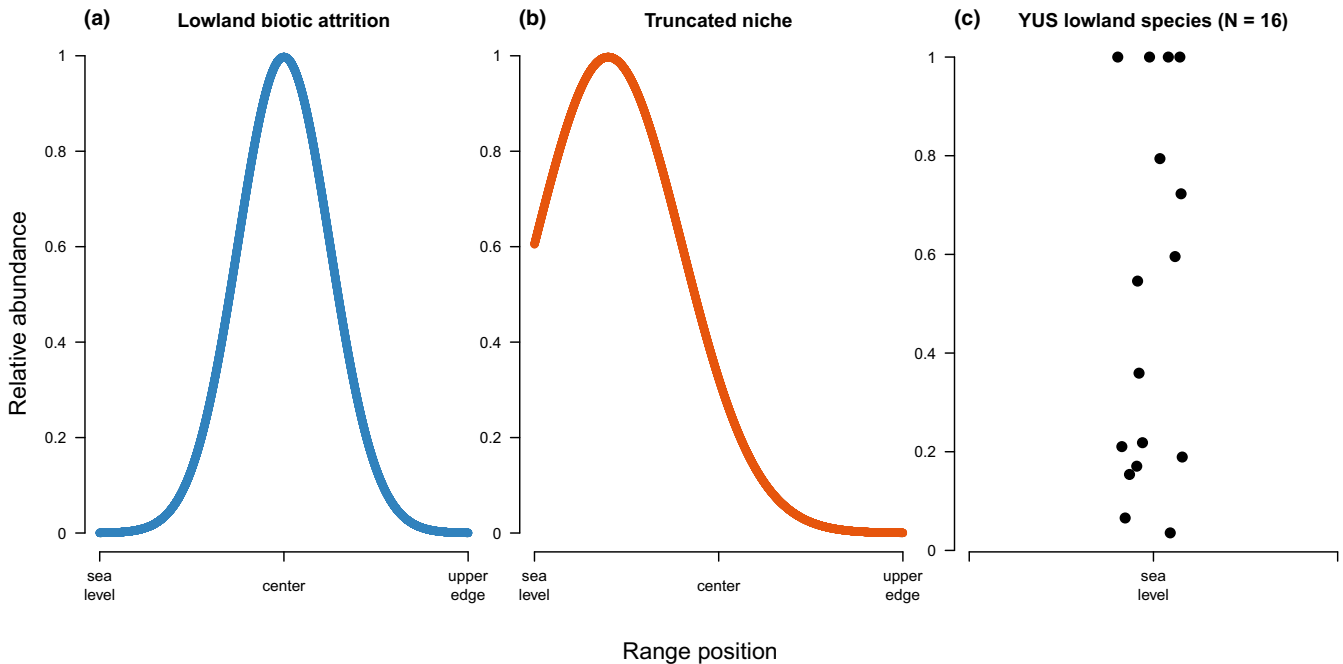 (a) Lowland biotic attrition
(b) Truncated niche
(c) YUS lowland species (N = 16)
Relative abundance
1
0.8
0.6
0.4
0.2
0
sea level
center
upper edge
1
0.8
0.6
0.4
0.2
0
sea level
center
upper edge
1
0.8
0.6
0.4
0.2
0
sea level
Range position